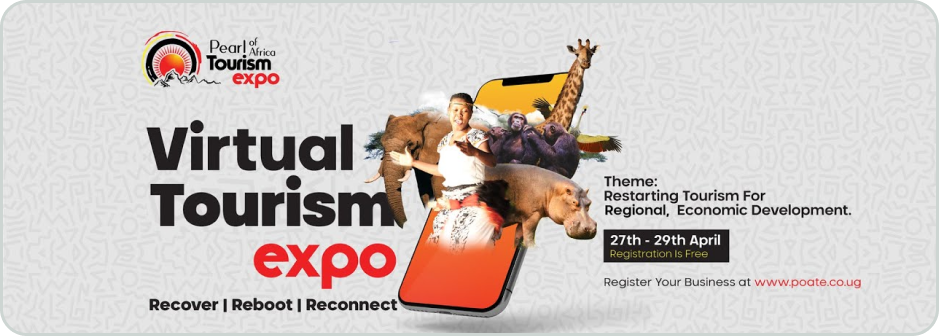 Pearl of Africa
Tourism
expo
Virtual
Tourism
expo
Recover | Reboot | Reconnect
Theme:
Restarting Tourism For
Regional, Economic Development.
27th - 29th April
Registration Is Free
Register Your Business at www.poate.co.ug